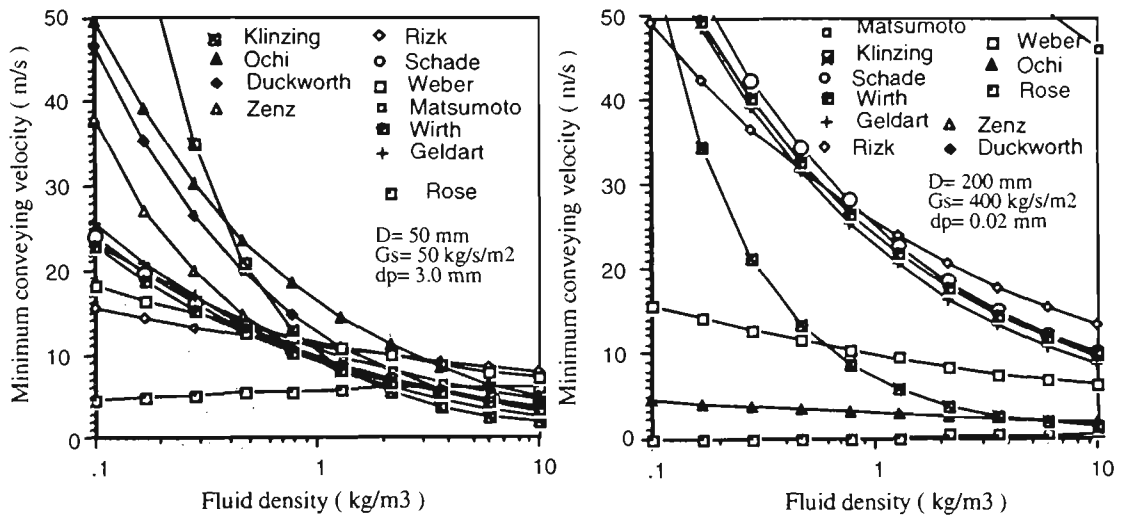 Minimum conveying velocity ( m/s)
50
40
30
20
10
0
.1
1
10
Fluid density ( kg/m3 )
Klinzing
Ochi
Duckworth
Zenz
Rizk
Schade
Weber
Matsumoto
Wirth
Geldart
Rose
D= 50 mm
Gs= 50 kg/s/m2
dp= 3.0 mm
Minimum conveying velocity ( m/s)
50
40
30
20
10
0
.1
1
10
Fluid density ( kg/m3 )
Matsumoto
Klinzing
Schade
Wirth
Geldart
Rizk
Weber
Ochi
Rose
Zenz
Duckworth
D= 200 mm
Gs= 400 kg/s/m2
dp= 0.02 mm